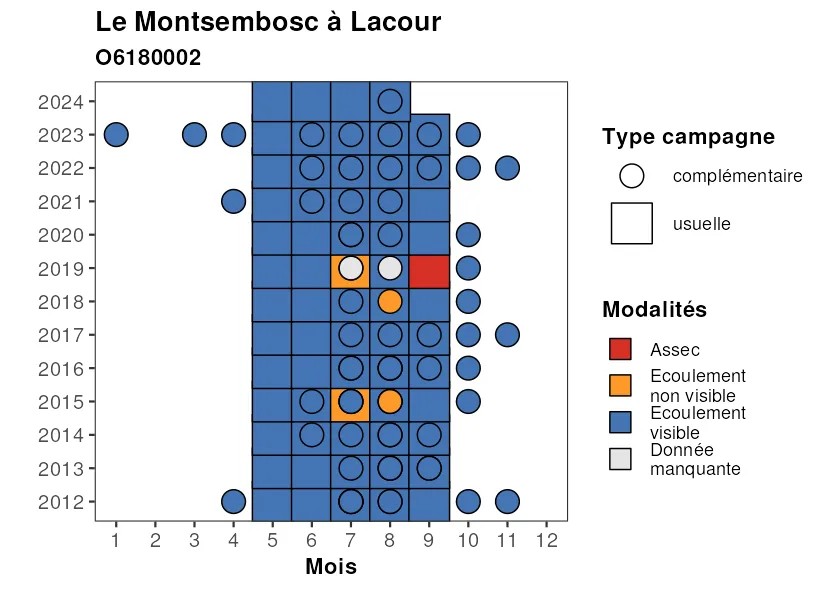 Le Montsembosc à Lacour
O6180002
2024
2023
2022
2021
2020
2019
2018
2017
2016
2015
2014
2013
2012
1 2 3 4 5 6 7 8 9 10 11 12
Mois
Type campagne
complémentaire
usuelle
Modalités
Assec
Ecoulement
non visible
Ecoulement
visible
Donnée
manquante